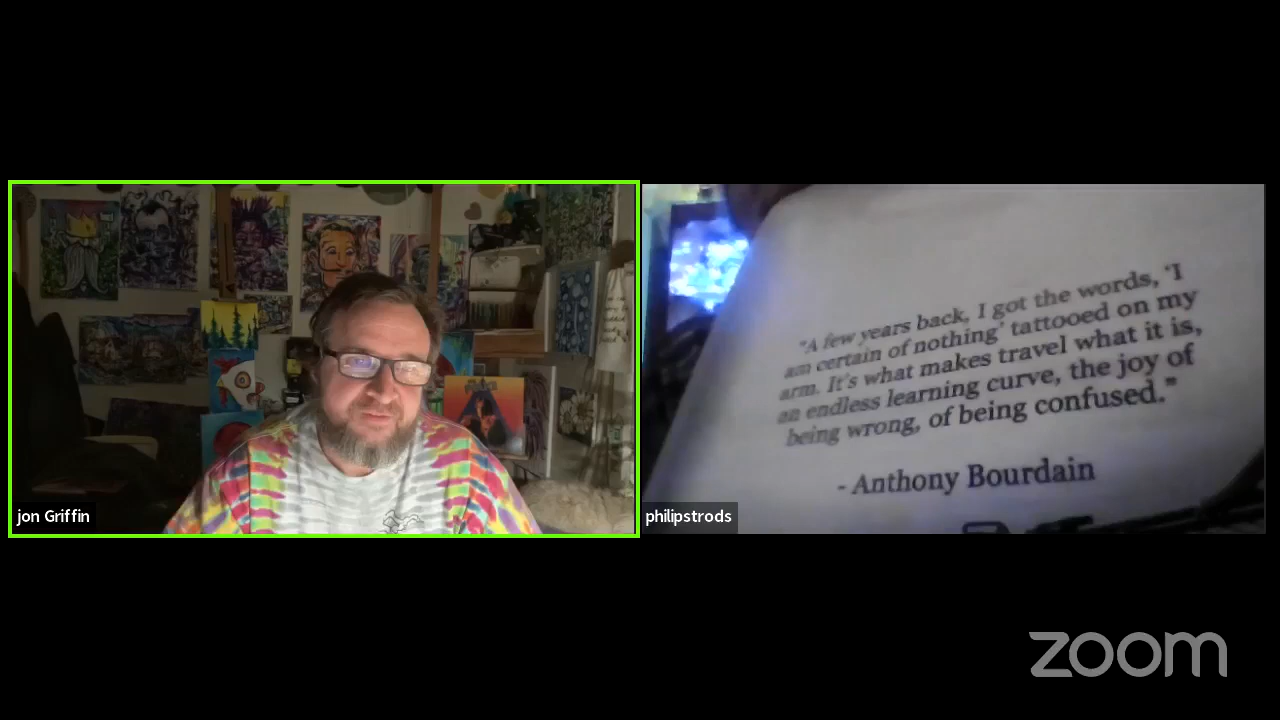 jon Griffin
"A few years back, I got the words, 'I
am certain of nothing' tattooed on my
arm. It's what makes travel what it is,
an endless learning curve, the joy of
being wrong, of being confused."
- Anthony Bourdain
philipstrods
zoom